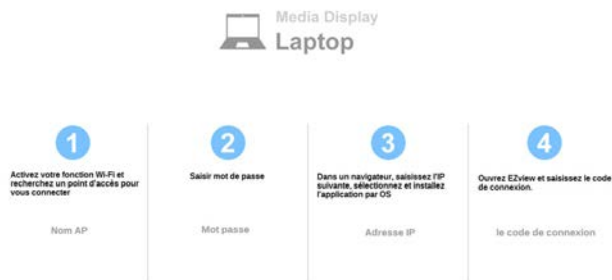 Media Display
Laptop
1
Activez votre fonction Wi-Fi et
recherchez un point d'accès pour
vous connecter
Nom AP
2
Saisir mot de passe
Mot passe
3
Dans un navigateur, saisissez l'IP
suivante, sélectionnez et installez
l'application par OS
Adresse IP
4
Ouvrez EZview et saisissez le code
de connexion.
le code de connexion